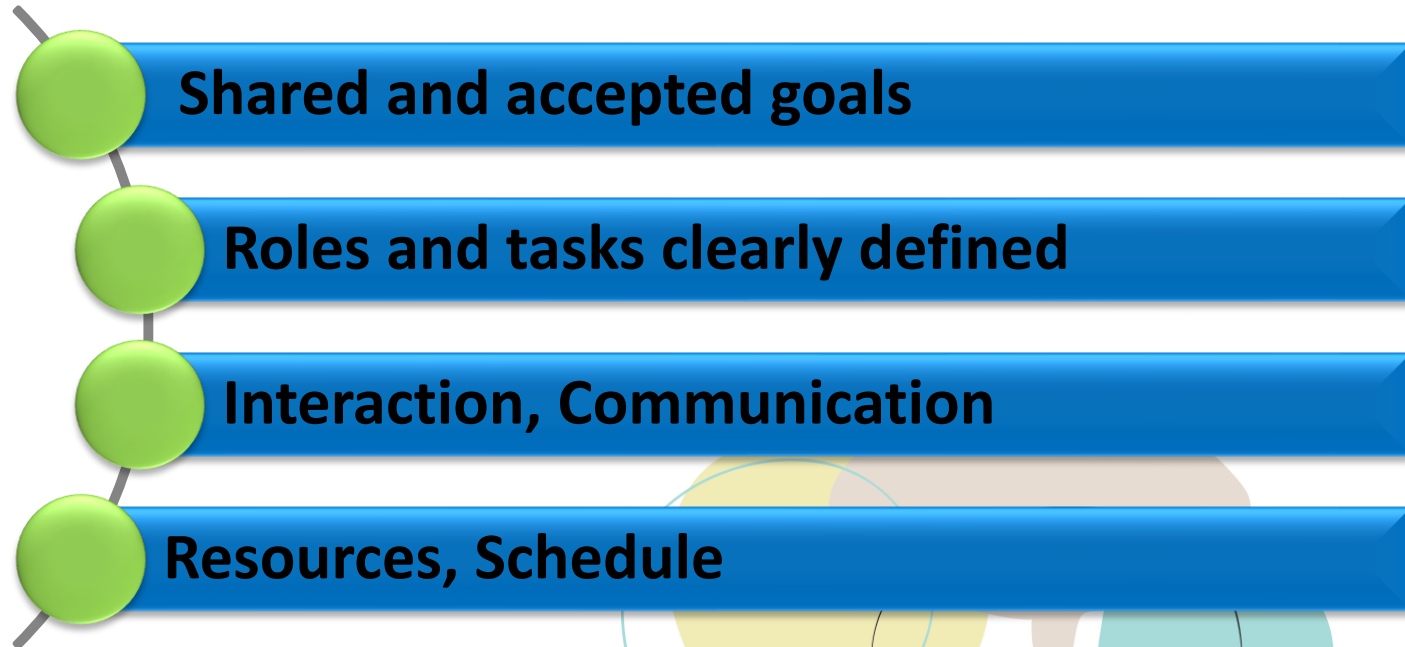 Shared and accepted goals
Roles and tasks clearly defined
Interaction, Communication
Resources, Schedule